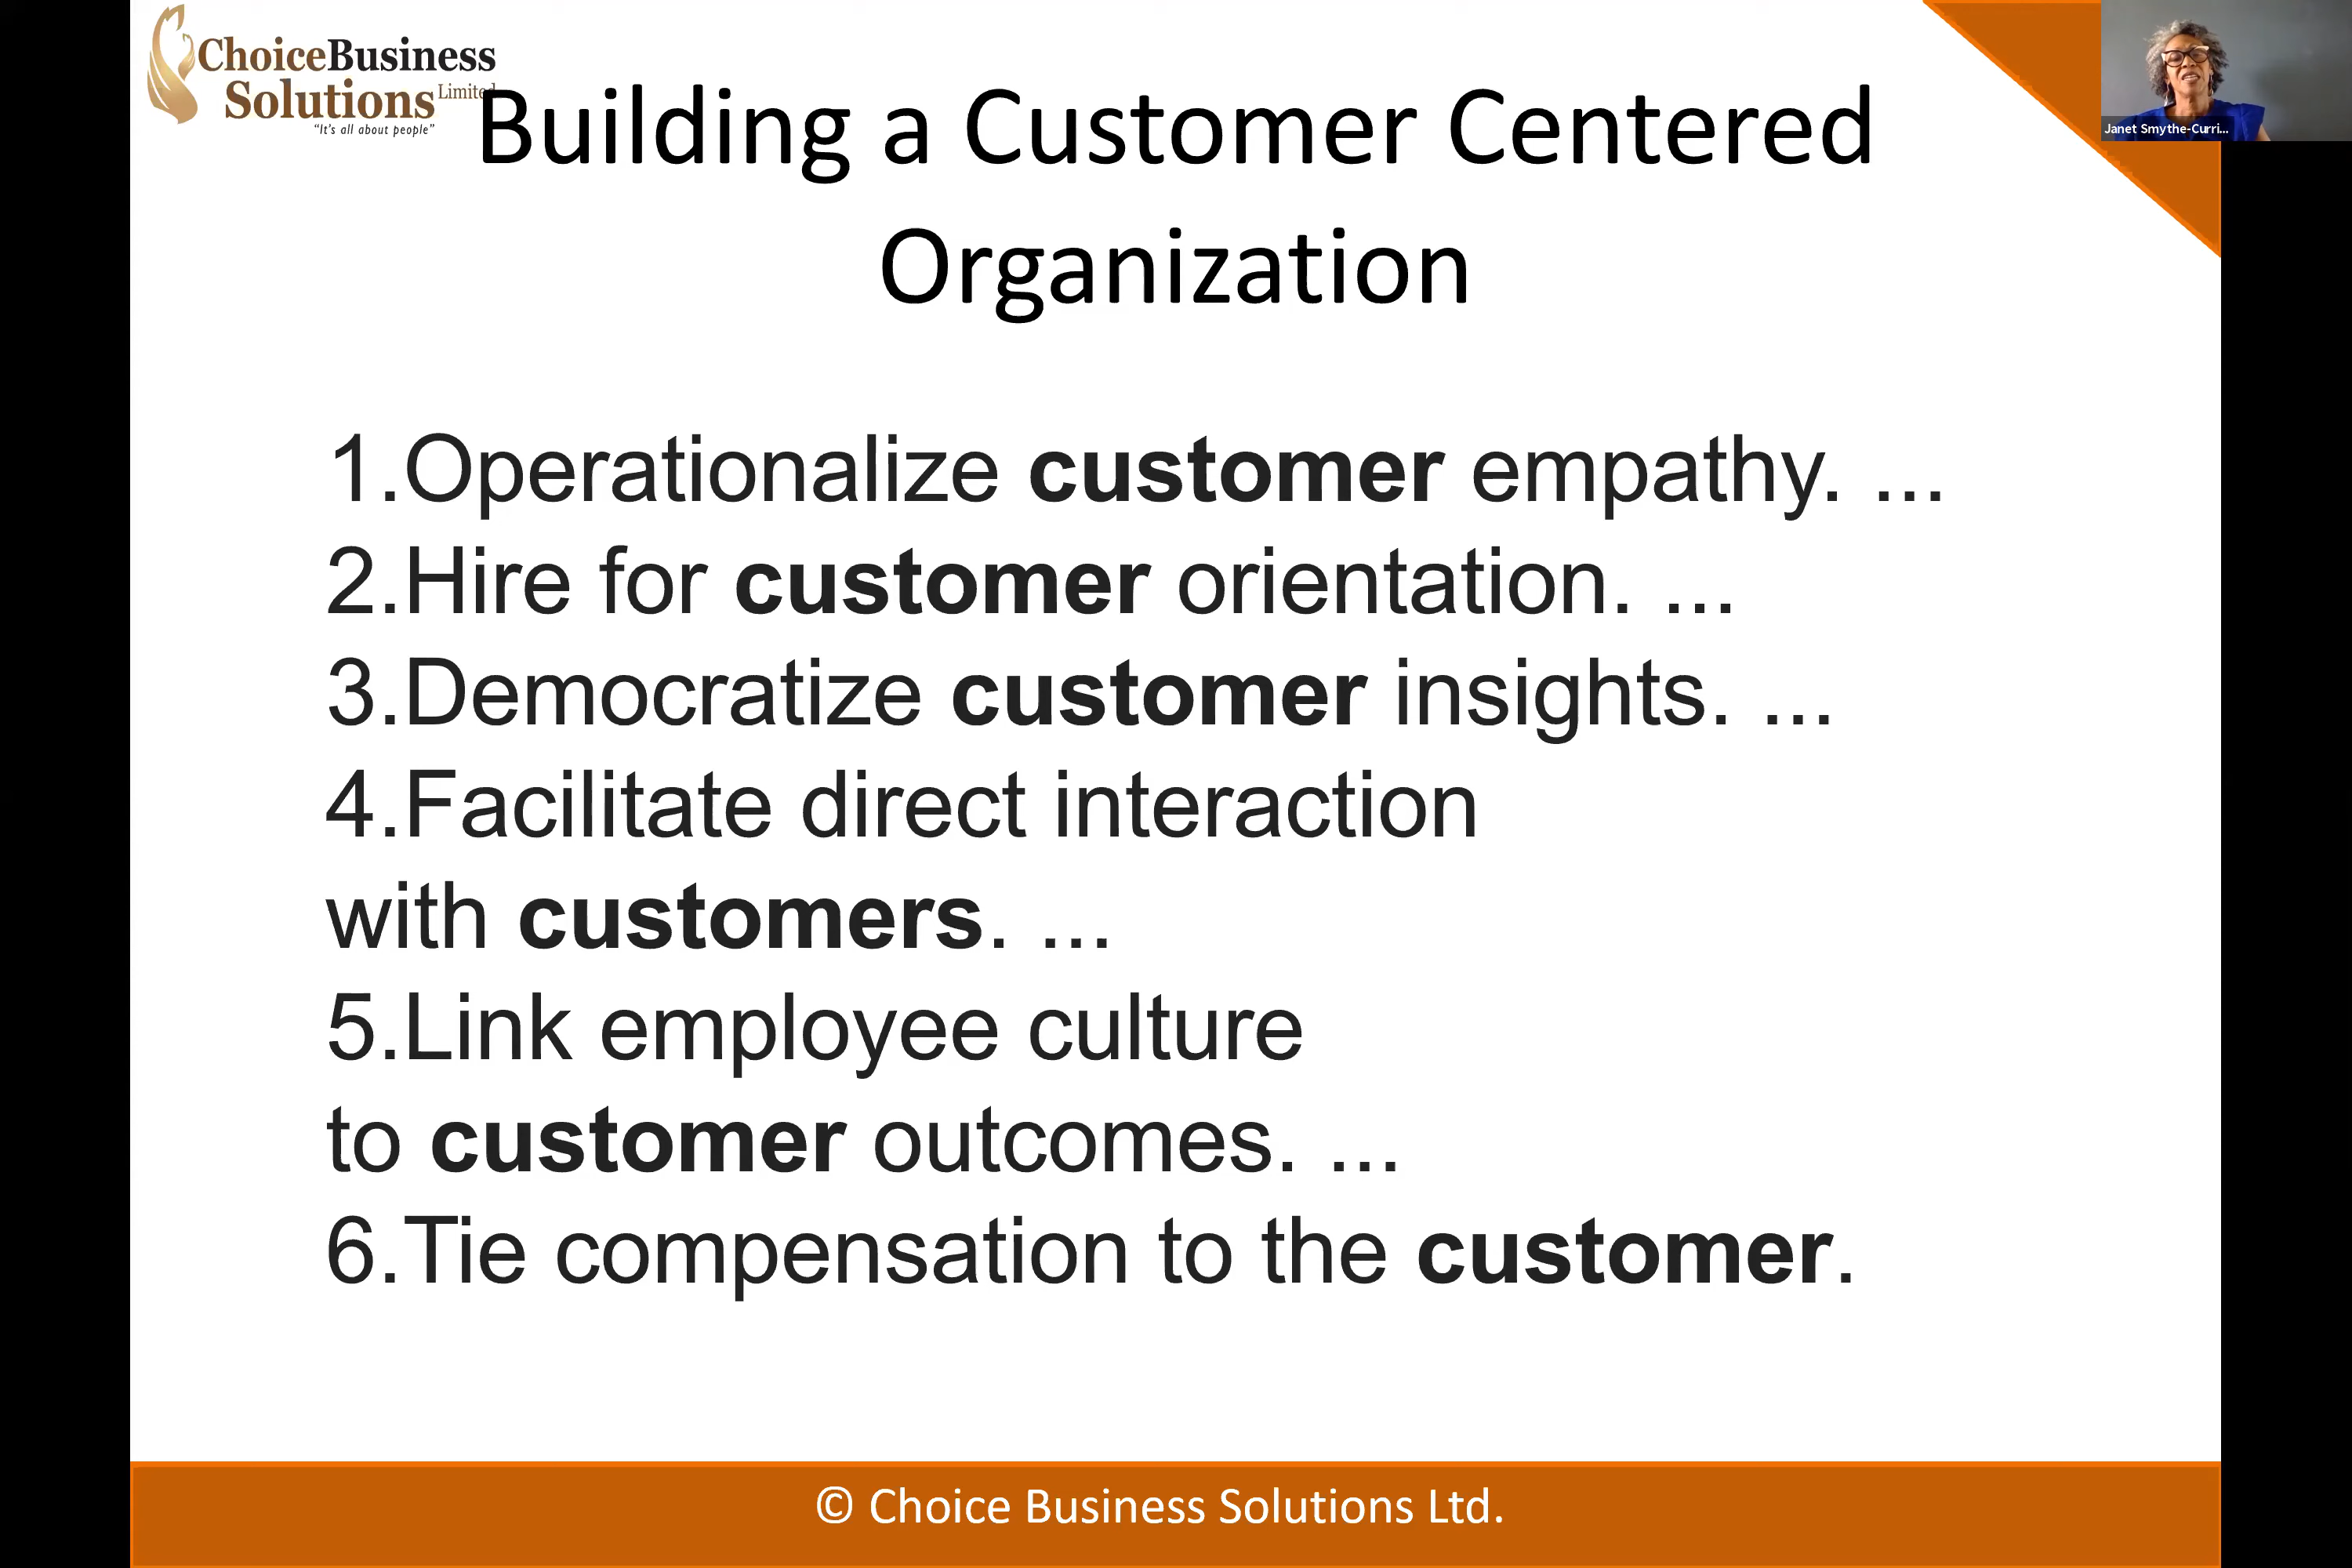 ChoiceBusiness
Solutions Limited
"It's all about people"
Janet Smythe-Curri...
Building a Customer Centered
Organization
1.Operationalize customer empathy. ...
2.Hire for customer orientation. ...
3.Democratize customer insights. ...
4.Facilitate direct interaction
with customers. ...
5.Link employee culture
to customer outcomes. ...
6.Tie compensation to the customer.
© Choice Business Solutions Ltd.